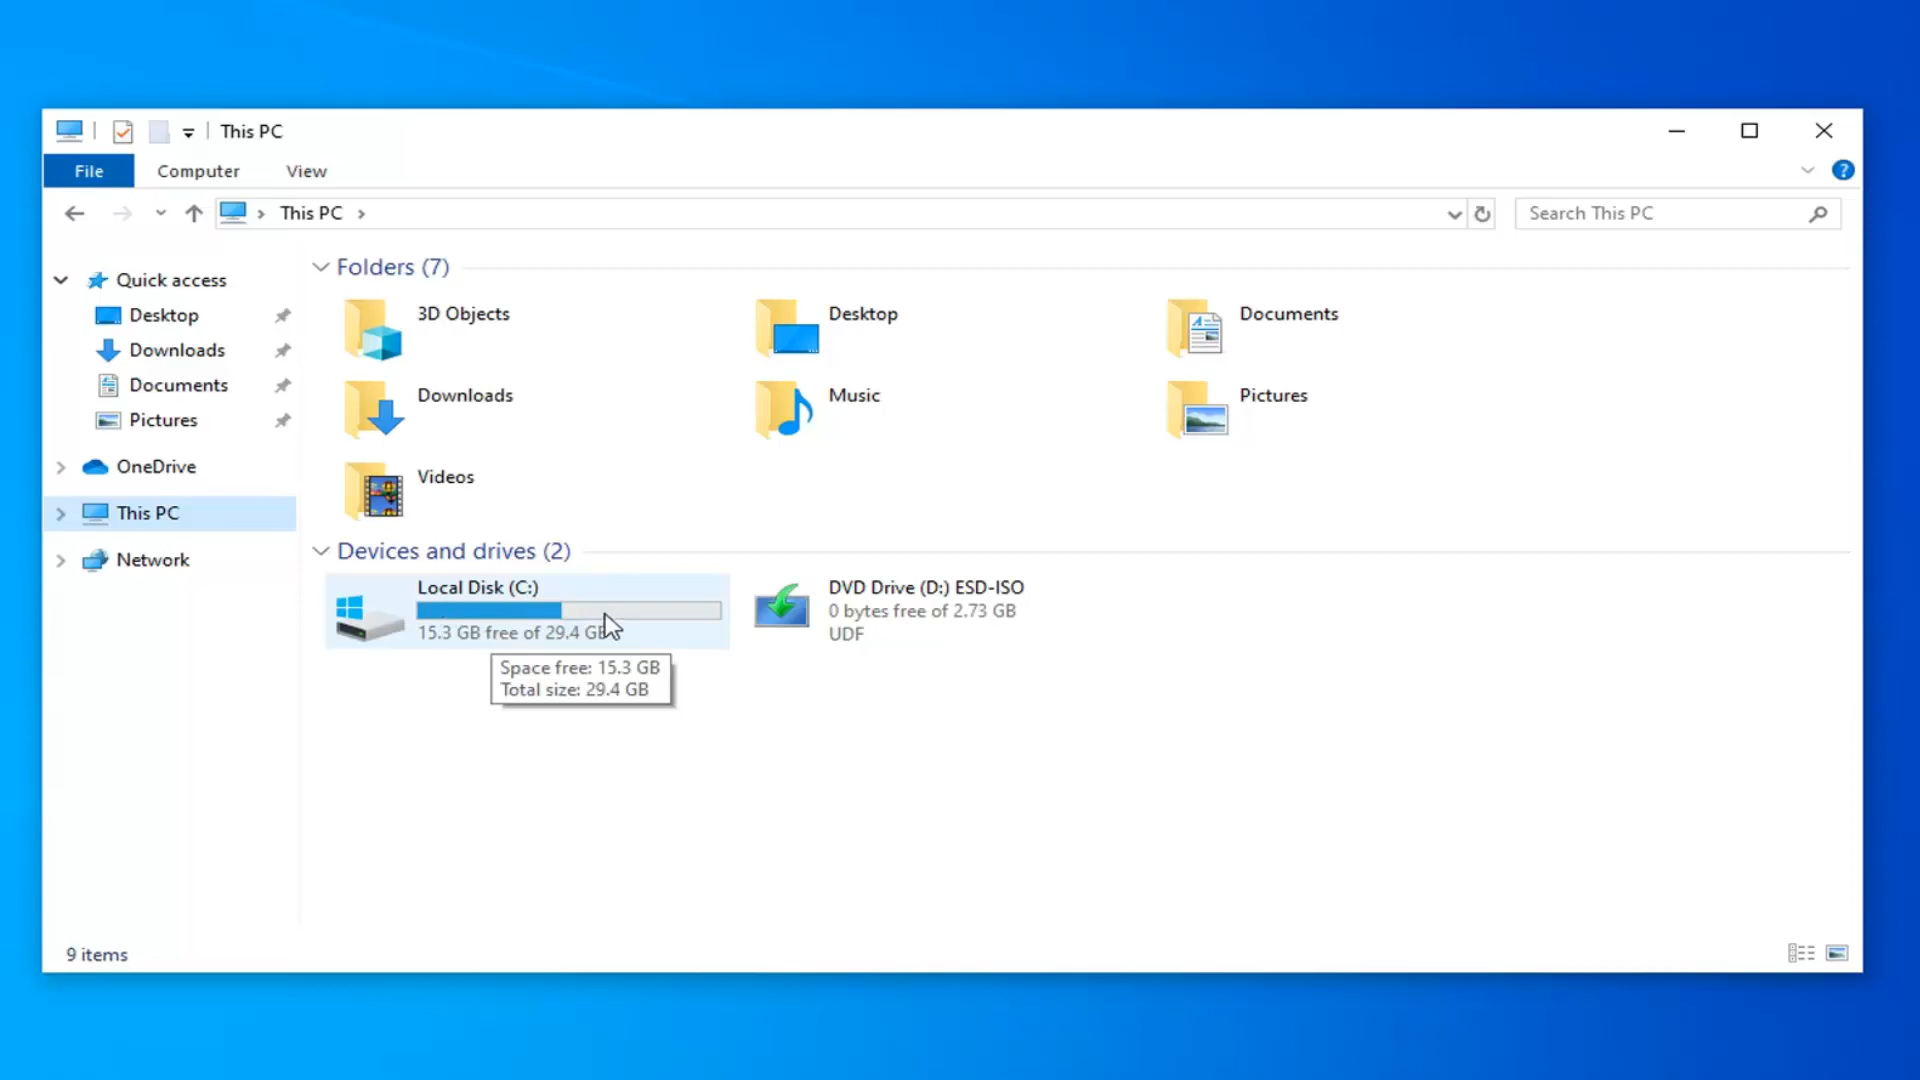 This PC
File Computer View
This PC
Search This PC
Quick access
Desktop
Downloads
Documents
Pictures
OneDrive
This PC
Network
Folders (7)
3D Objects
Desktop
Documents
Downloads
Music
Pictures
Videos
Devices and drives (2)
Local Disk (C:)
15.3 GB free of 29.4 GB
DVD Drive (D:) ESD-ISO
0 bytes free of 2.73 GB
UDF
Space free: 15.3 GB
Total size: 29.4 GB
9 items